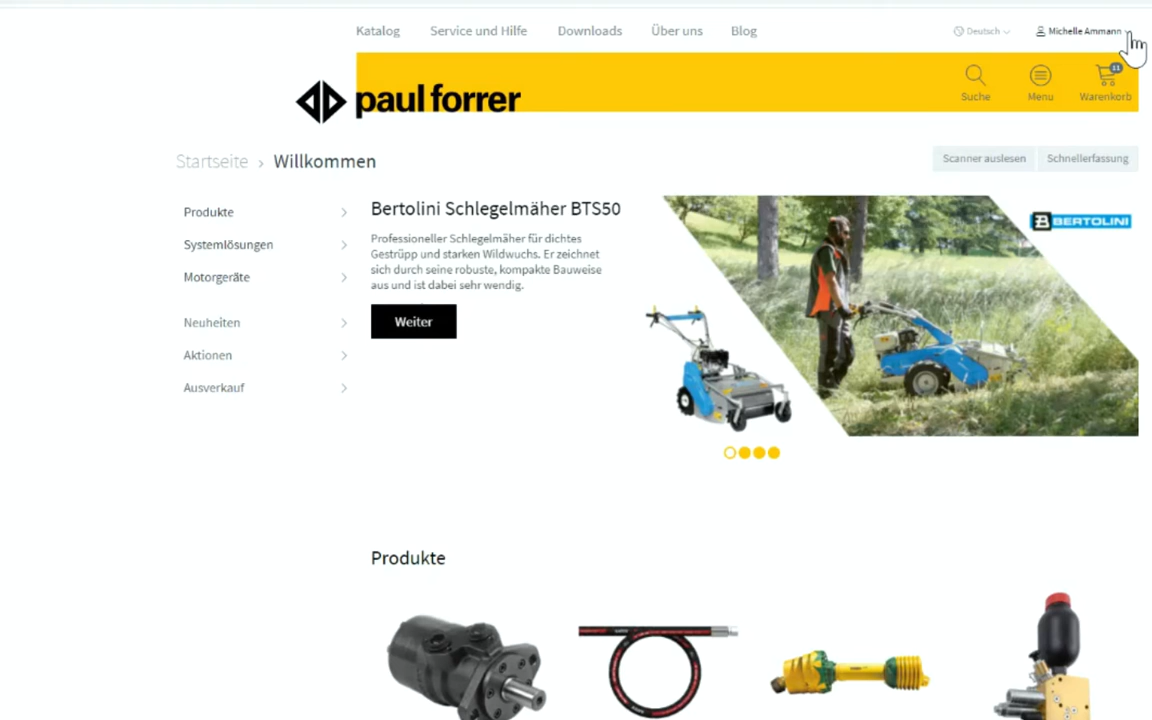 Katalog
Service und Hilfe
Downloads
Über uns
Blog
Deutsch
Michelle Ammann
paul forrer
Suche
Menu
11
Warenkorb
Startseite › Willkommen
Scanner auslesen
Schnellerfassung
Produkte
Systemlösungen
Motorgeräte
Neuheiten
Aktionen
Ausverkauf
Bertolini Schlegelmäher BTS50
Professioneller Schlegelmäher für dichtes
Gestrüpp und starken Wildwuchs. Er zeichnet
sich durch seine robuste, kompakte Bauweise
aus und ist dabei sehr wendig.
Weiter
BERTOLINI
Produkte